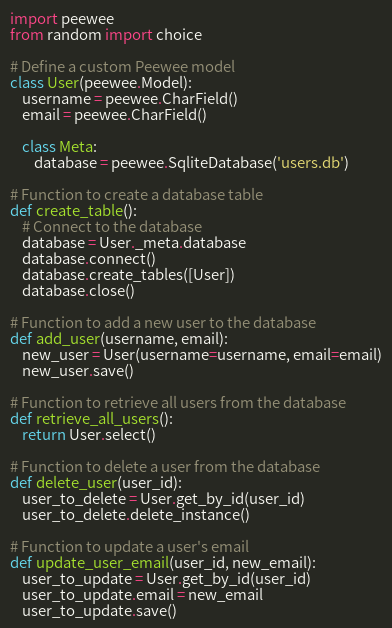 import peewee
from random import choice

# Define a custom Peewee model
class User(peewee.Model):
    username = peewee.CharField()
    email = peewee.CharField()

    class Meta:
        database = peewee.SqliteDatabase('users.db')

# Function to create a database table
def create_table():
    # Connect to the database
    database = User._meta.database
    database.connect()
    database.create_tables([User])
    database.close()

# Function to add a new user to the database
def add_user(username, email):
    new_user = User(username=username, email=email)
    new_user.save()

# Function to retrieve all users from the database
def retrieve_all_users():
    return User.select()

# Function to delete a user from the database
def delete_user(user_id):
    user_to_delete = User.get_by_id(user_id)
    user_to_delete.delete_instance()

# Function to update a user's email
def update_user_email(user_id, new_email):
    user_to_update = User.get_by_id(user_id)
    user_to_update.email = new_email
    user_to_update.save()